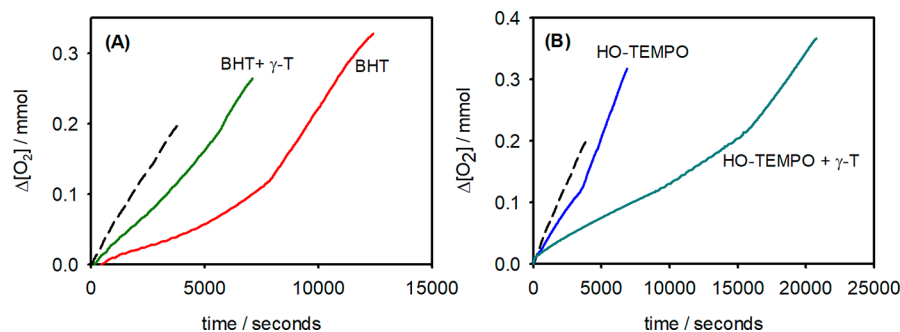 (A)
BHT+ γ-T
BHT
0.3
0.2
0.1
0.0
Δ[O₂] / mmol
0
5000
10000
15000
time / seconds
(B)
HO-TEMPO
HO-TEMPO + γ-T
0.4
0.3
0.2
0.1
0.0
Δ[O2] / mmol
0
5000
10000
15000
20000
25000
time / seconds